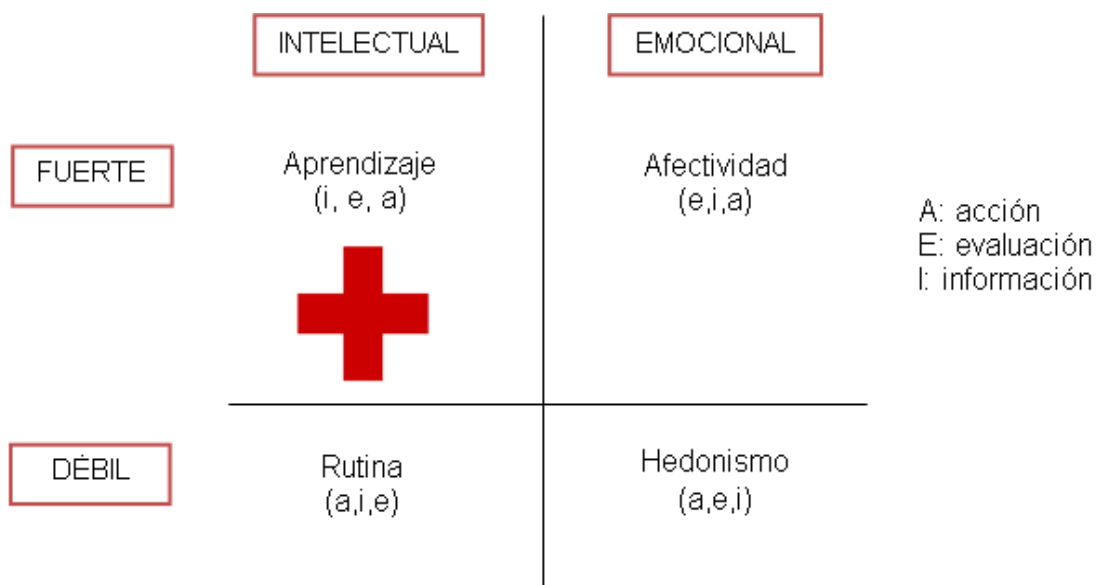 INTELECTUAL
EMOCIONAL
FUERTE
Aprendizaje
(i, e, a)
Afectividad
(e,i,a)
A: acción
E: evaluación
I: información
DÉBIL
Rutina
(a,i,e)
Hedonismo
(a,e,i)